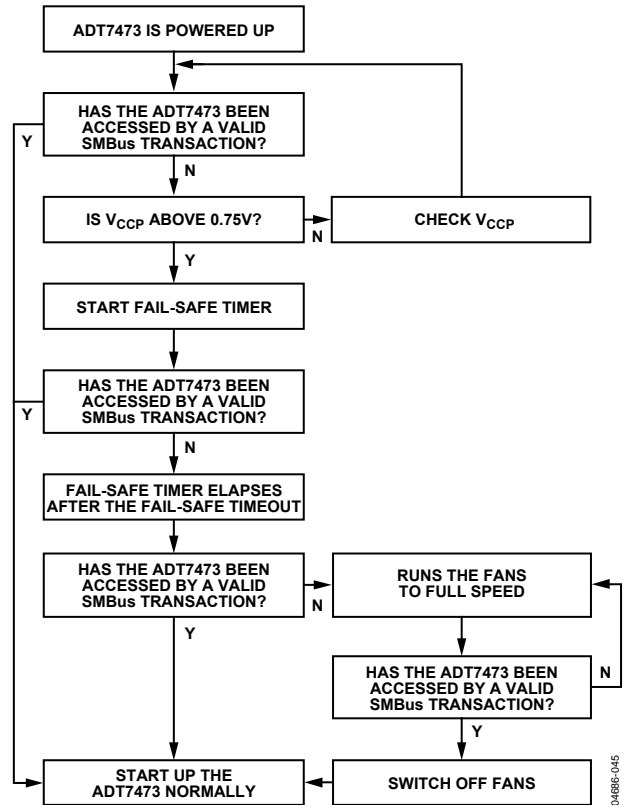 ADT7473 IS POWERED UP
HAS THE ADT7473 BEEN
ACCESSED BY A VALID
SMBus TRANSACTION?
Y
N
IS VCCP ABOVE 0.75V?
N
CHECK VCCP
Y
START FAIL-SAFE TIMER
HAS THE ADT7473 BEEN
ACCESSED BY A VALID
SMBus TRANSACTION?
Y
N
FAIL-SAFE TIMER ELAPSES
AFTER THE FAIL-SAFE TIMEOUT
HAS THE ADT7473 BEEN
ACCESSED BY A VALID
SMBus TRANSACTION?
N
Y
RUNS THE FANS
TO FULL SPEED
HAS THE ADT7473 BEEN
ACCESSED BY A VALID
SMBus TRANSACTION?
N
Y
START UP THE
ADT7473 NORMALLY
SWITCH OFF FANS
04686-045